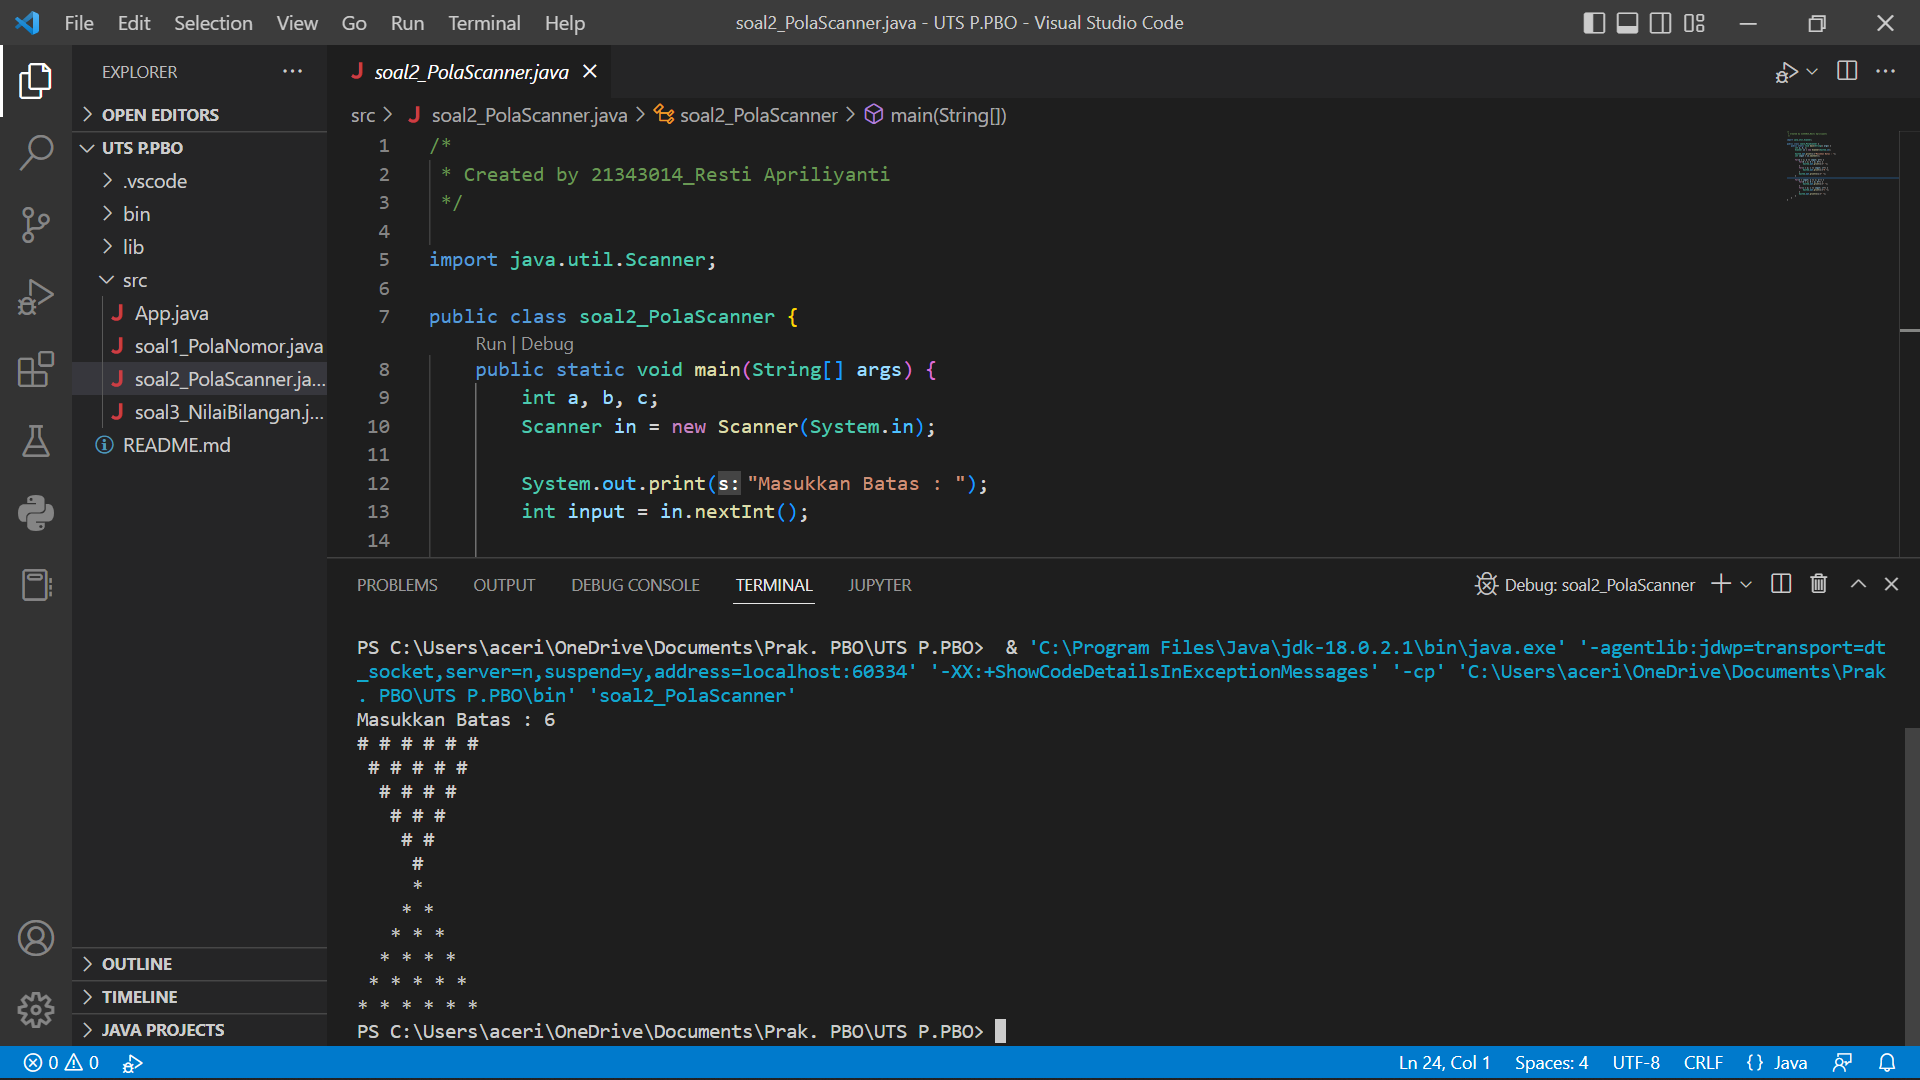 File Edit Selection View Go Run Terminal Help
soal2_PolaScanner.java - UTS P.PBO - Visual Studio Code
EXPLORER
OPEN EDITORS
UTS P.PBO
.vscode
bin
lib
src
App.java
soal1_PolaNomor.java
soal2_PolaScanner.ja...
soal3_NilaiBilangan.j...
README.md
OUTLINE
TIMELINE
JAVA PROJECTS
soal2_PolaScanner.java
src > soal2_PolaScanner.java > soal2_PolaScanner > main(String[])
1 /*
2 * Created by 21343014_Resti Apriliyanti
3 */
4
5 import java.util.Scanner;
6
7 public class soal2_PolaScanner {
Run | Debug
8 public static void main(String[] args) {
9 int a, b, c;
10 Scanner in = new Scanner(System.in);
11
12 System.out.print(s: "Masukkan Batas : ");
13 int input = in.nextInt();
14
PROBLEMS OUTPUT DEBUG CONSOLE TERMINAL JUPYTER
Debug: soal2_PolaScanner
PS C:\Users\aceri\OneDrive\Documents\Prak. PBO\UTS P.PBO>  & 'C:\Program Files\Java\jdk-18.0.2.1\bin\java.exe' '-agentlib:jdwp=transport=dt
_socket,server=n,suspend=y,address=localhost:60334' '-XX:+ShowCodeDetailsInExceptionMessages' '-cp' 'C:\Users\aceri\OneDrive\Documents\Prak
. PBO\UTS P.PBO\bin' 'soal2_PolaScanner'
Masukkan Batas : 6
# # # # # #
 # # # # #
  # # # #
   # # #
    # #
     #
     *
    * *
   * * *
  * * * *
 * * * * *
* * * * * *
PS C:\Users\aceri\OneDrive\Documents\Prak. PBO\UTS P.PBO>
0 0
Ln 24, Col 1 Spaces: 4 UTF-8 CRLF {} Java